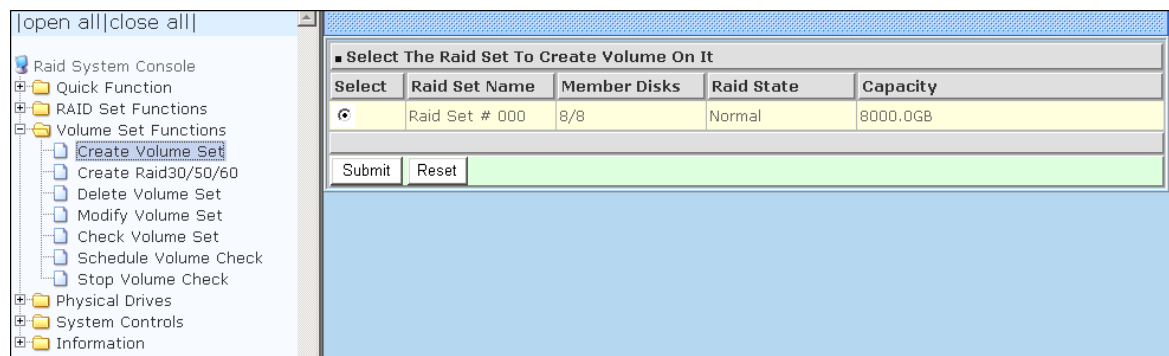 |open all|close all|
Raid System Console
Quick Function
RAID Set Functions
Volume Set Functions
Create Volume Set
Create Raid30/50/60
Delete Volume Set
Modify Volume Set
Check Volume Set
Schedule Volume Check
Stop Volume Check
Physical Drives
System Controls
Information
Select The Raid Set To Create Volume On It
Select Raid Set Name Member Disks Raid State Capacity
Raid Set # 000 8/8 Normal 8000.0GB
Submit Reset